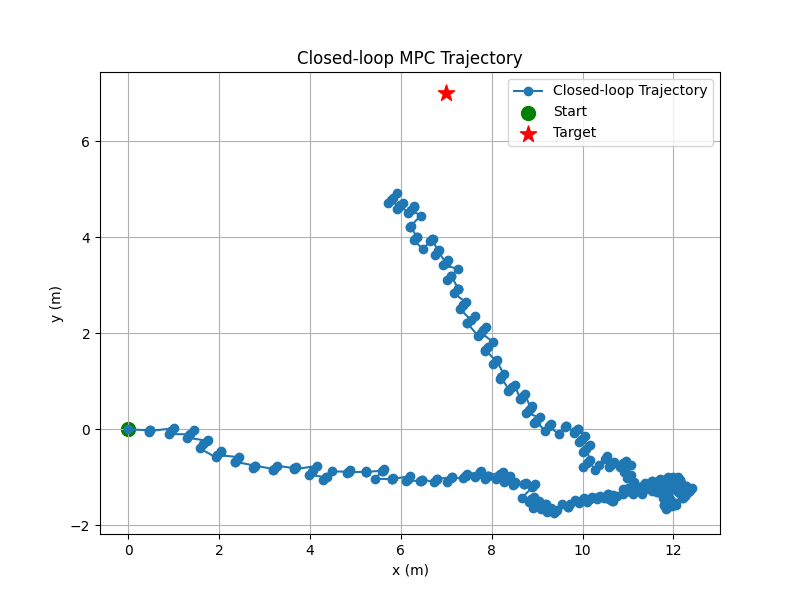 Closed-loop MPC Trajectory
Closed-loop Trajectory
Start
Target
6
4
2
0
−2
y (m)
0 2 4 6 8 10 12
x (m)